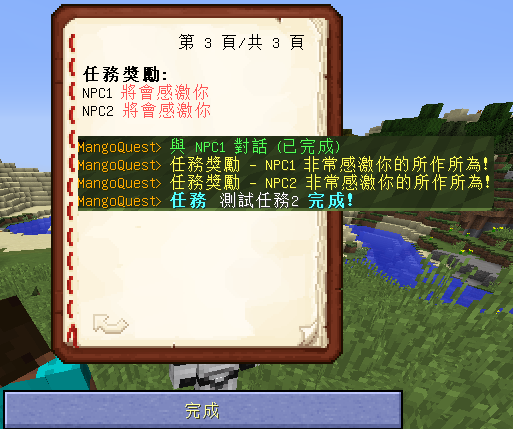 第 3 頁/共 3 頁
任務獎勵:
NPC1 將會感激你
NPC2 將會感激你
MangoQuest> 與 NPC1 對話 (已完成)
MangoQuest> 任務獎勵 - NPC1 非常感激你的所作所為!
MangoQuest> 任務獎勵 - NPC2 非常感激你的所作所為!
MangoQuest> 任務 測試任務2 完成!
完成